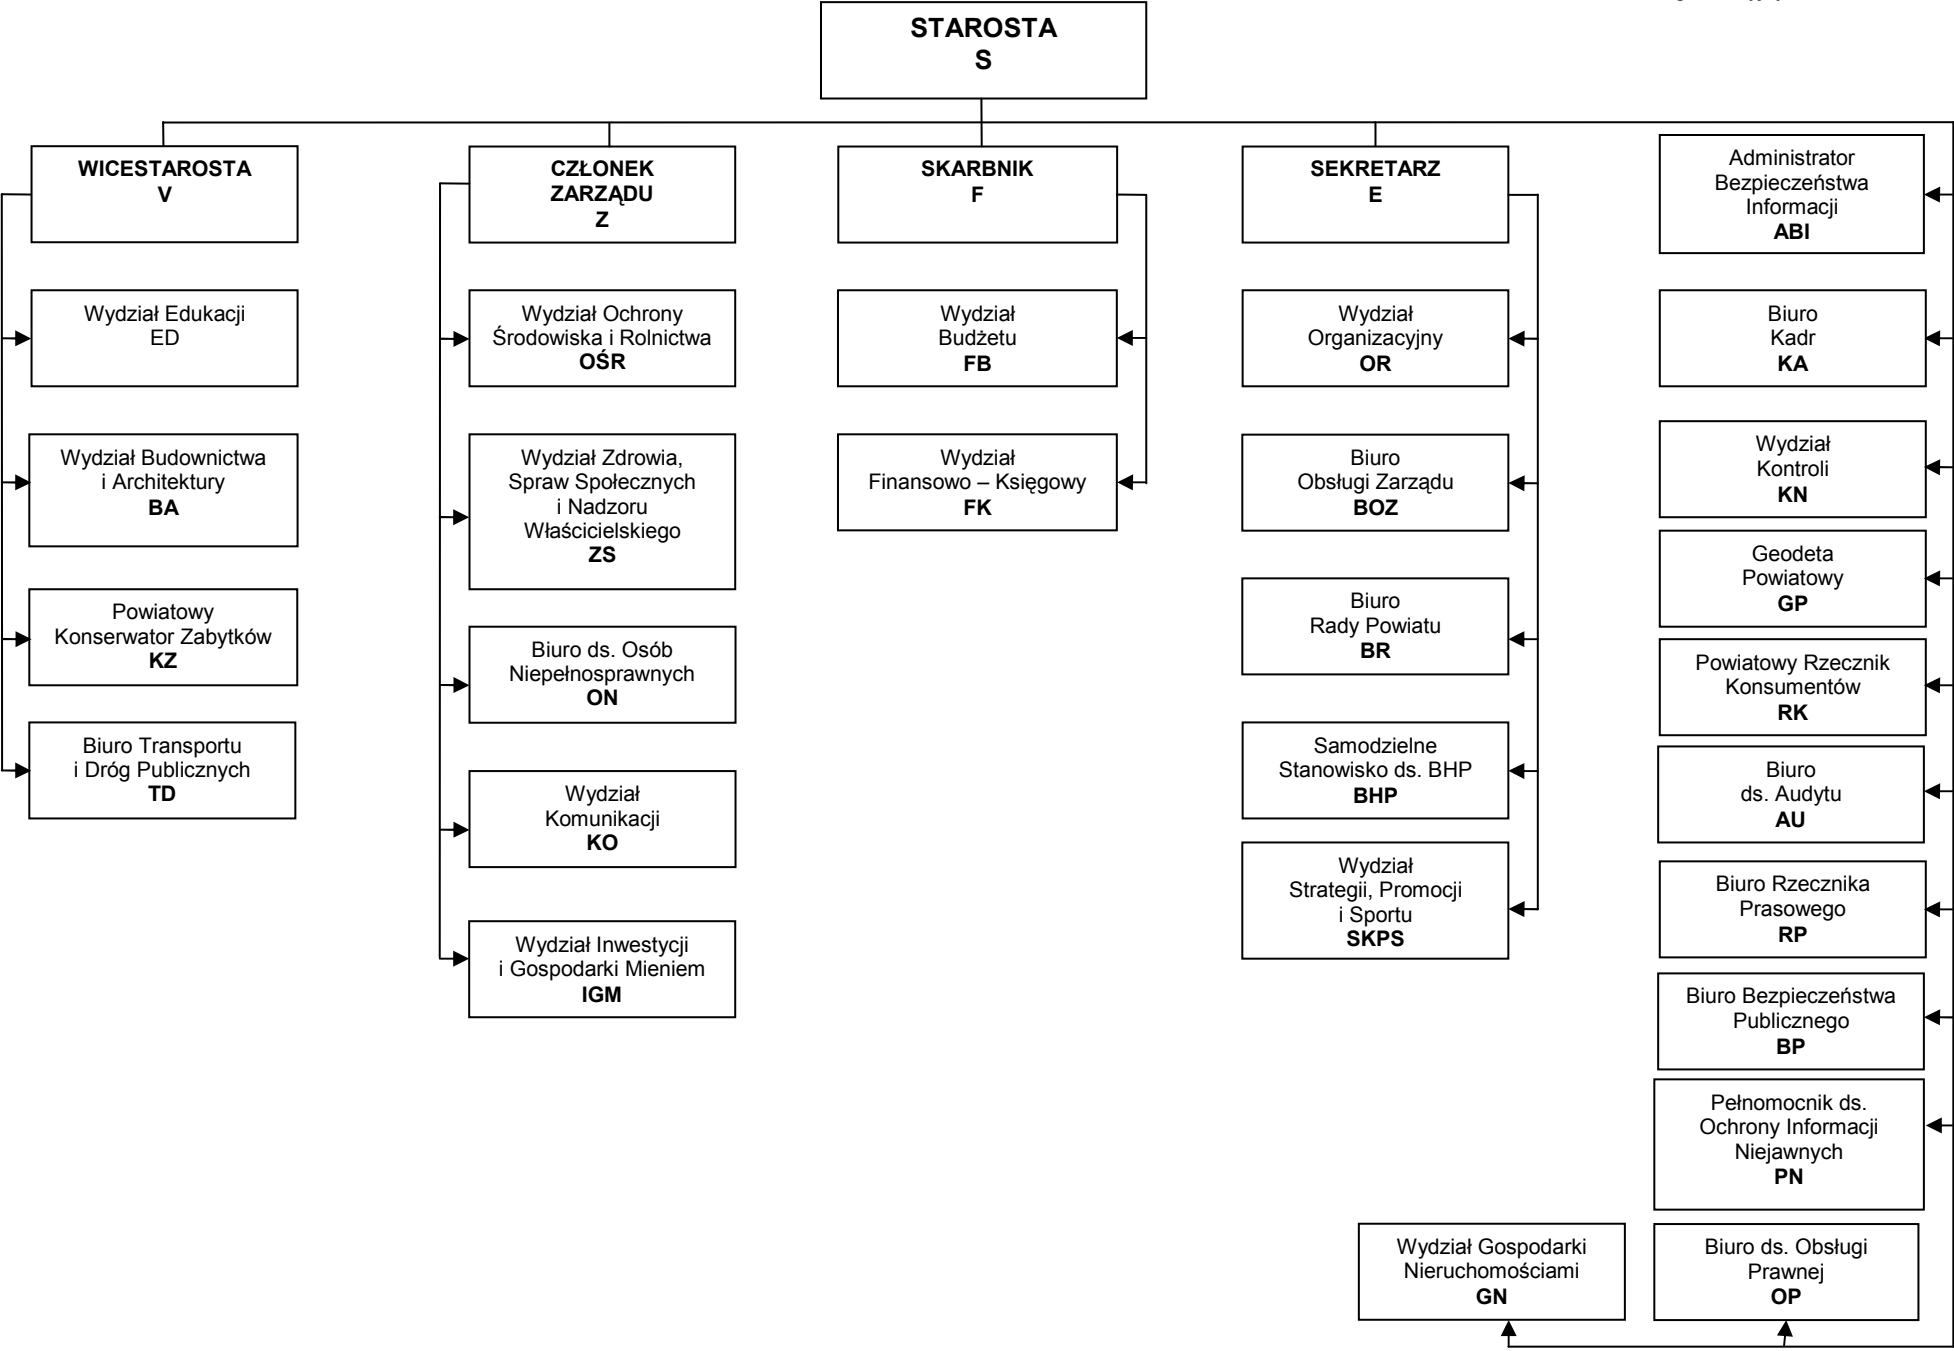 STAROSTA
S
WICESTAROSTA
V
CZŁONEK
ZARZĄDU
Z
SKARBNIK
F
SEKRETARZ
E
Administrator
Bezpieczeństwa
Informacji
ABI
Wydział Edukacji
ED
Wydział Ochrony
Środowiska i Rolnictwa
OŚR
Wydział
Budżetu
FB
Wydział
Organizacyjny
OR
Biuro
Kadr
KA
Wydział Budownictwa
i Architektury
BA
Wydział Zdrowia,
Spraw Społecznych
i Nadzoru
Właścicielskiego
ZS
Wydział
Finansowo – Księgowy
FK
Biuro
Obsługi Zarządu
BOZ
Wydział
Kontroli
KN
Geodeta
Powiatowy
GP
Powiatowy
Konserwator Zabytków
KZ
Biuro ds. Osób
Niepełnosprawnych
ON
Biuro
Rady Powiatu
BR
Powiatowy Rzecznik
Konsumentów
RK
Biuro Transportu
i Dróg Publicznych
TD
Wydział
Komunikacji
KO
Samodzielne
Stanowisko ds. BHP
BHP
Biuro
ds. Audytu
AU
Wydział
Strategii, Promocji
i Sportu
SKPS
Biuro Rzecznika
Prasowego
RP
Wydział Inwestycji
i Gospodarki Mieniem
IGM
Biuro Bezpieczeństwa
Publicznego
BP
Pełnomocnik ds.
Ochrony Informacji
Niejawnych
PN
Wydział Gospodarki
Nieruchomościami
GN
Biuro ds. Obsługi
Prawnej
OP